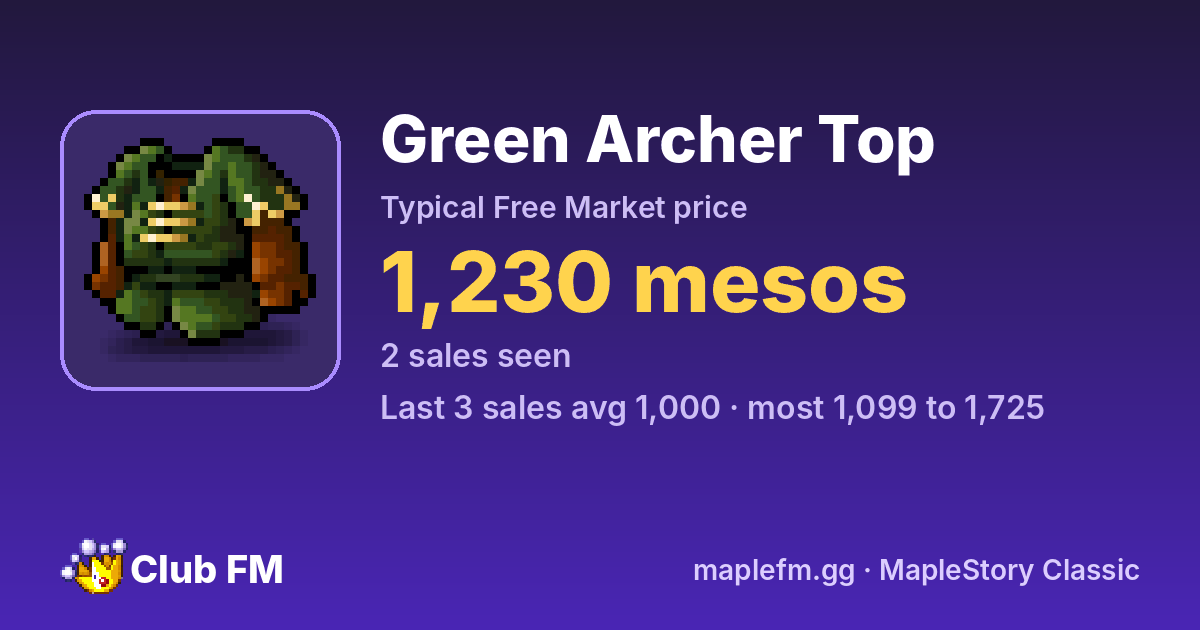 Green Archer Top
Typical Free Market price
1,230 mesos
2 sales seen
Last 3 sales avg 1,000 · most 1,099 to 1,725
Club FM
maplefm.gg · MapleStory Classic